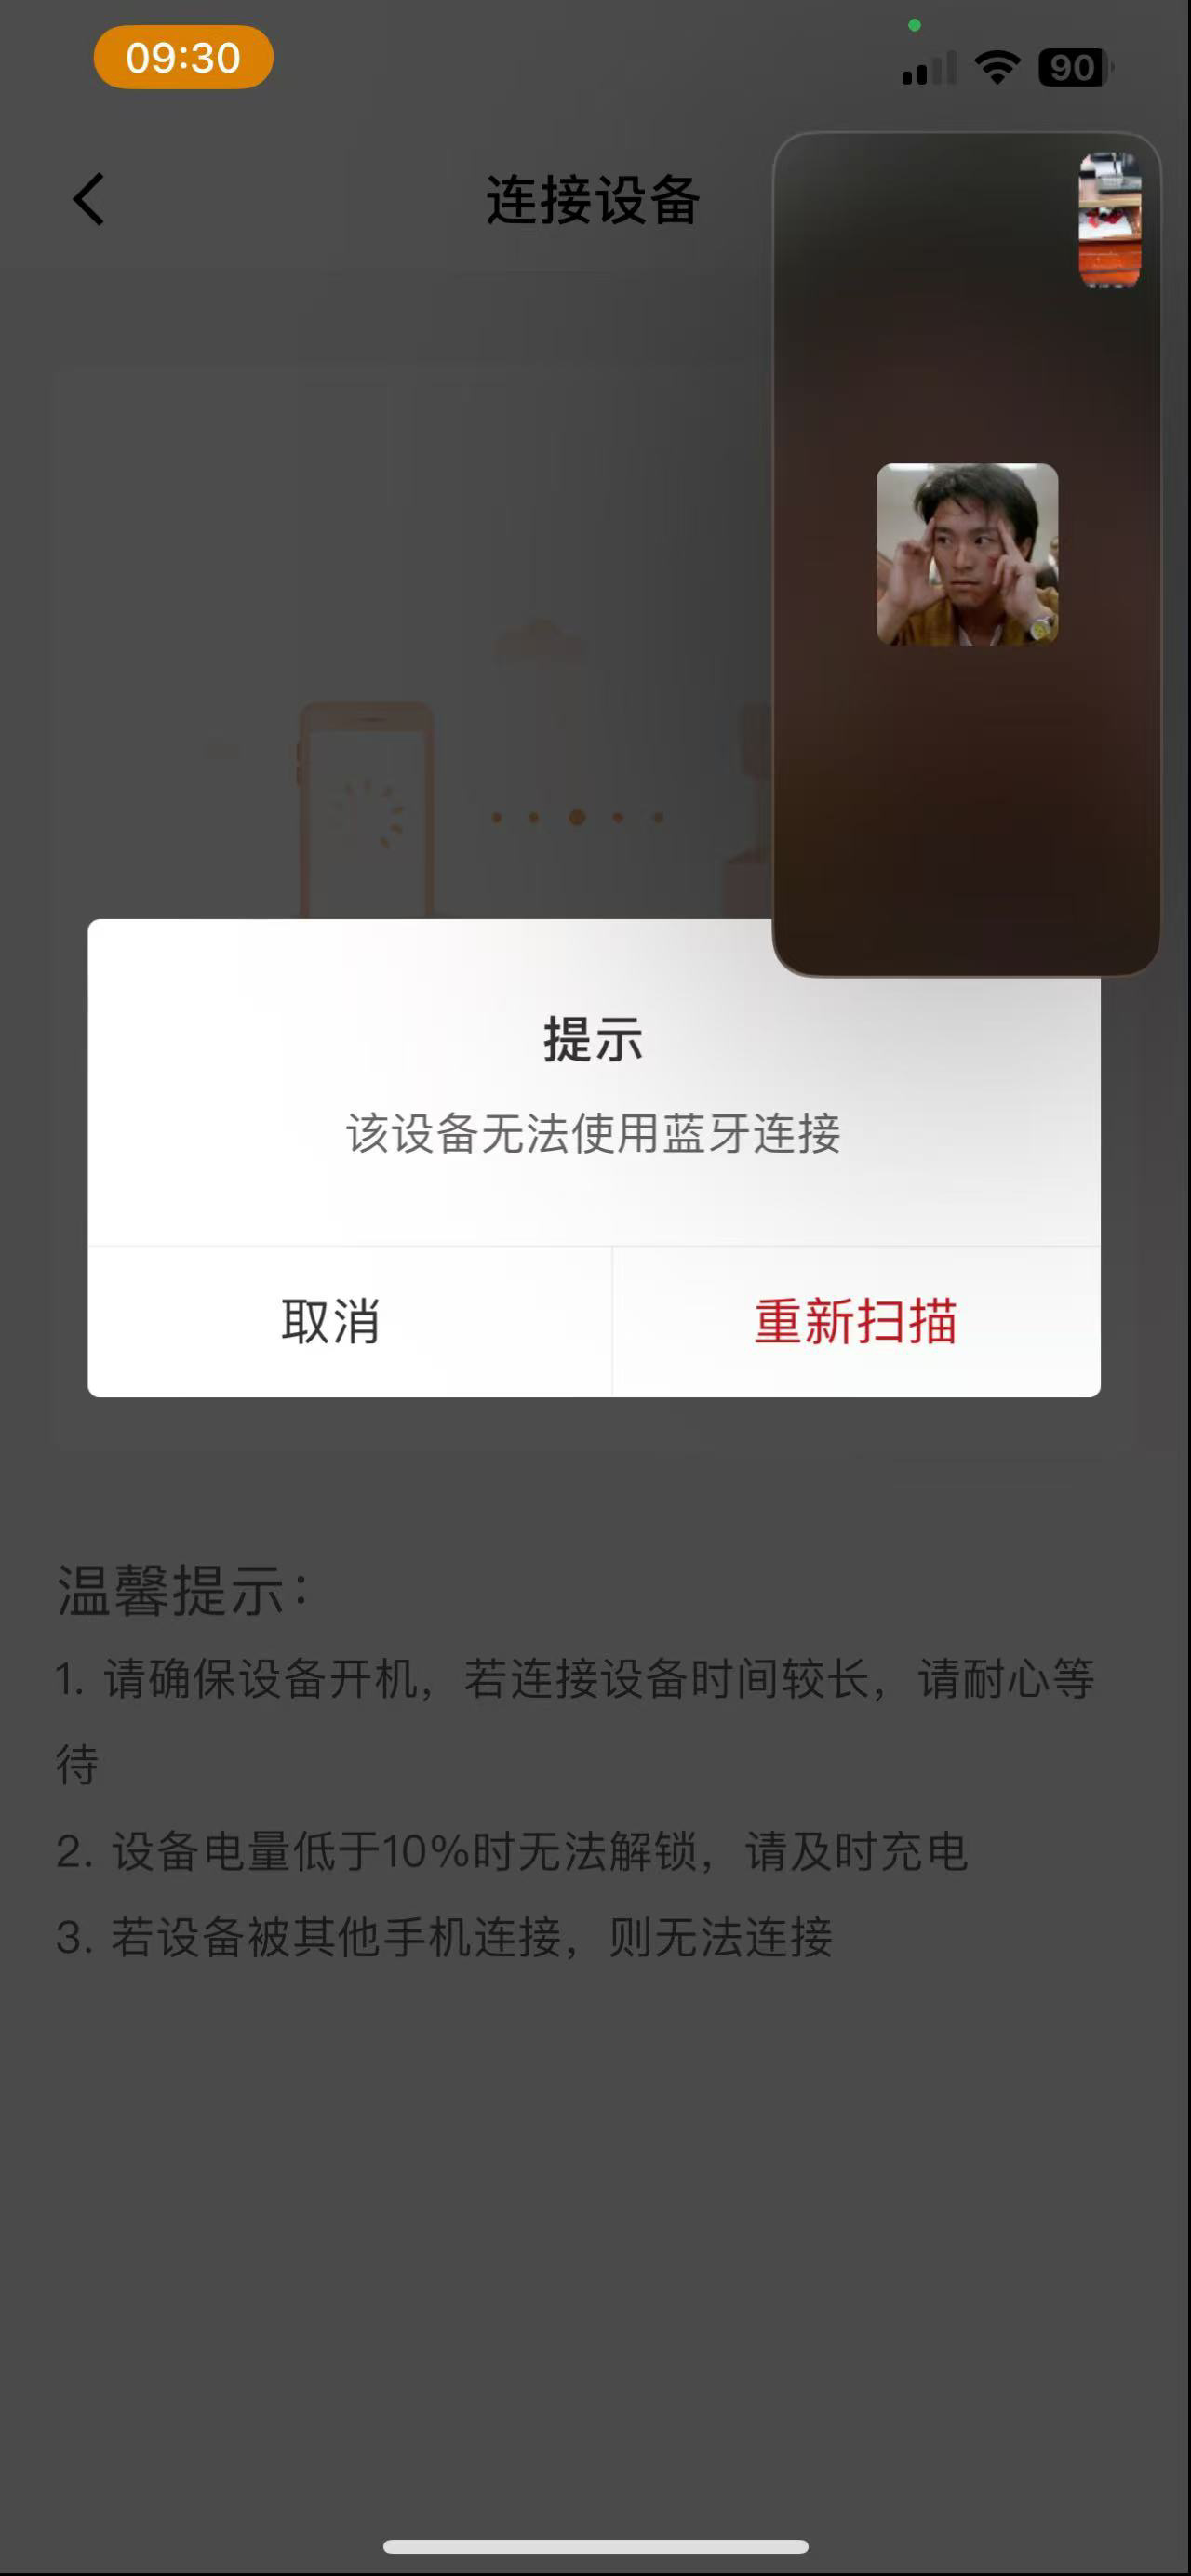 09:30
90
连接设备
提示
该设备无法使用蓝牙连接
取消
重新扫描
温馨提示：
1. 请确保设备开机，若连接设备时间较长，请耐心等
待
2. 设备电量低于10%时无法解锁，请及时充电
3. 若设备被其他手机连接，则无法连接